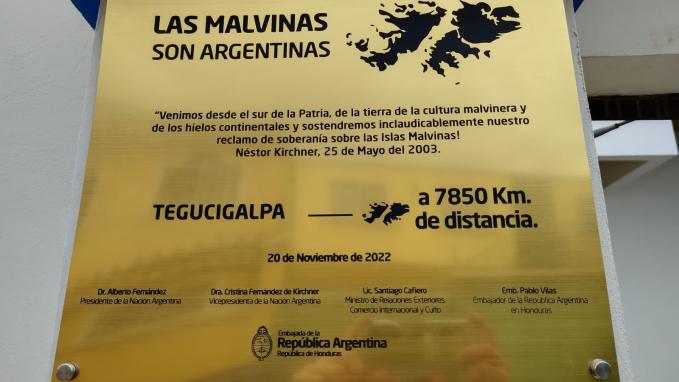 LAS MALVINAS
SON ARGENTINAS
“Venimos desde el sur de la Patria, de la tierra de la cultura malvinera y
de los hielos continentales y sostendremos inclaudicablemente nuestro
reclamo de soberanía sobre las Islas Malvinas!
Néstor Kirchner, 25 de Mayo del 2003.
TEGUCIGALPA
a 7850 Km.
de distancia.
20 de Noviembre de 2022
Dr. Alberto Fernández
Presidente de la Nación Argentina
Dra. Cristina Fernández de Kirchner
Vicepresidenta de la Nación Argentina
Lic. Santiago Cafiero
Ministro de Relaciones Exteriores
Comercio Internacional y Culto
Emb. Pablo Vilas
Embajador de la República Argentina
en Honduras
Embajada de la
República Argentina
República de Honduras